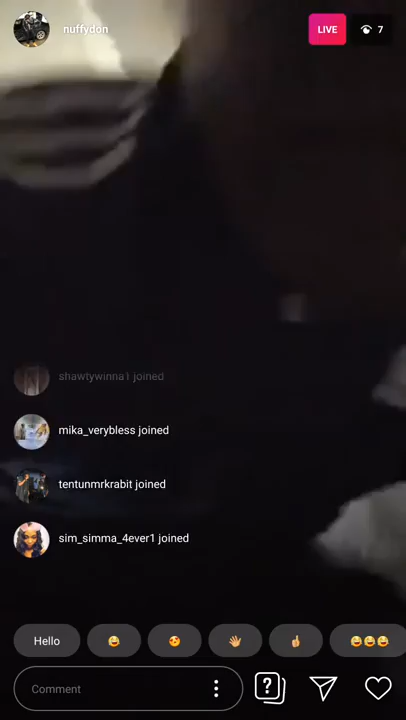 nuffydon
LIVE
7
shawtywinna1 joined
mika_verybless joined
tentunmrkrabit joined
sim_simma_4ever1 joined
Hello
Comment